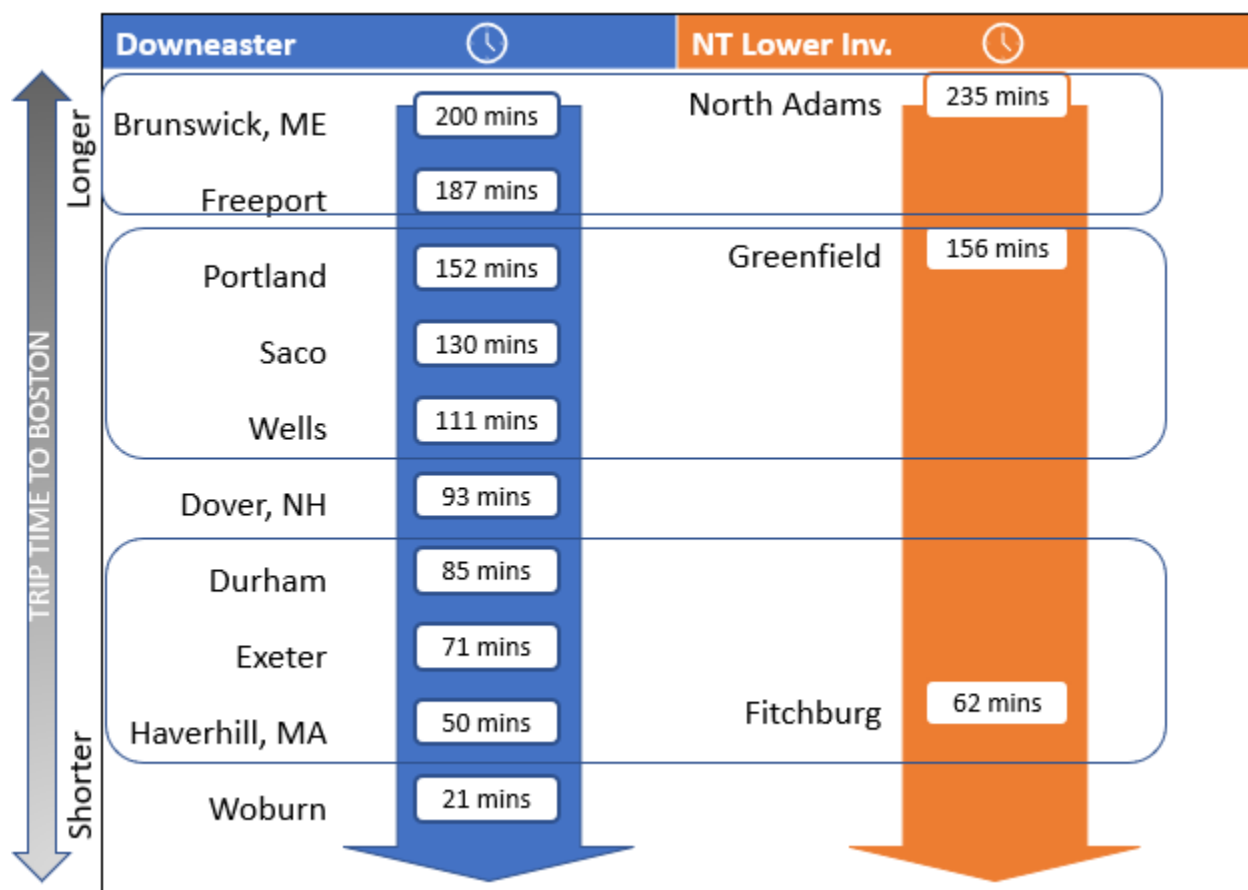 Downeaster
NT Lower Inv.
Longer
TRIP TIME TO BOSTON
Shorter
Brunswick, ME 200 mins
North Adams 235 mins
Freeport 187 mins
Portland 152 mins
Greenfield 156 mins
Saco 130 mins
Wells 111 mins
Dover, NH 93 mins
Durham 85 mins
Exeter 71 mins
Haverhill, MA 50 mins
Fitchburg 62 mins
Woburn 21 mins